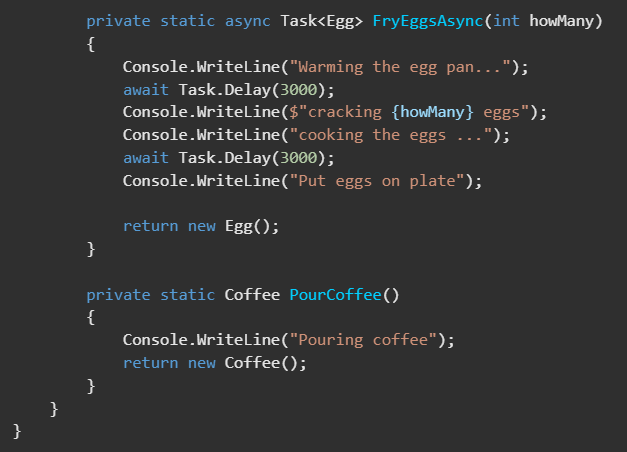 private static async Task<Egg> FryEggsAsync(int howMany)
{
Console.WriteLine("Warming the egg pan...");
await Task.Delay(3000);
Console.WriteLine($"cracking {howMany} eggs");
Console.WriteLine("cooking the eggs ...");
await Task.Delay(3000);
Console.WriteLine("Put eggs on plate");
return new Egg();
}
private static Coffee PourCoffee()
{
Console.WriteLine("Pouring coffee");
return new Coffee();
}
}
}